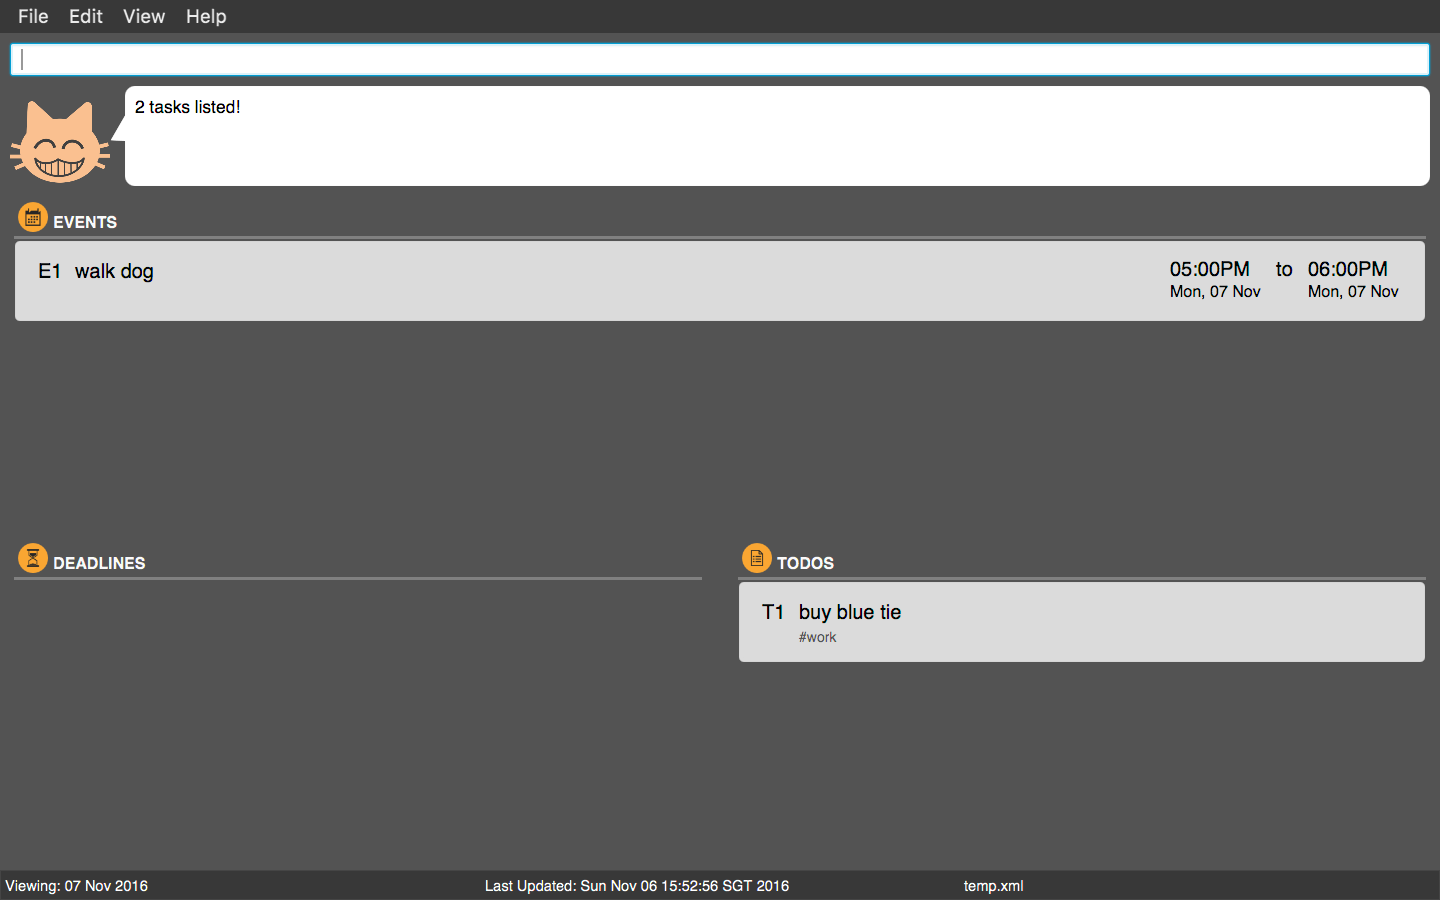 File Edit View Help
2 tasks listed!
EVENTS
E1 walk dog 05:00PM to 06:00PM
Mon, 07 Nov Mon, 07 Nov
DEADLINES
TODOS
T1 buy blue tie
#work
Viewing: 07 Nov 2016 Last Updated: Sun Nov 06 15:52:56 SGT 2016 temp.xml